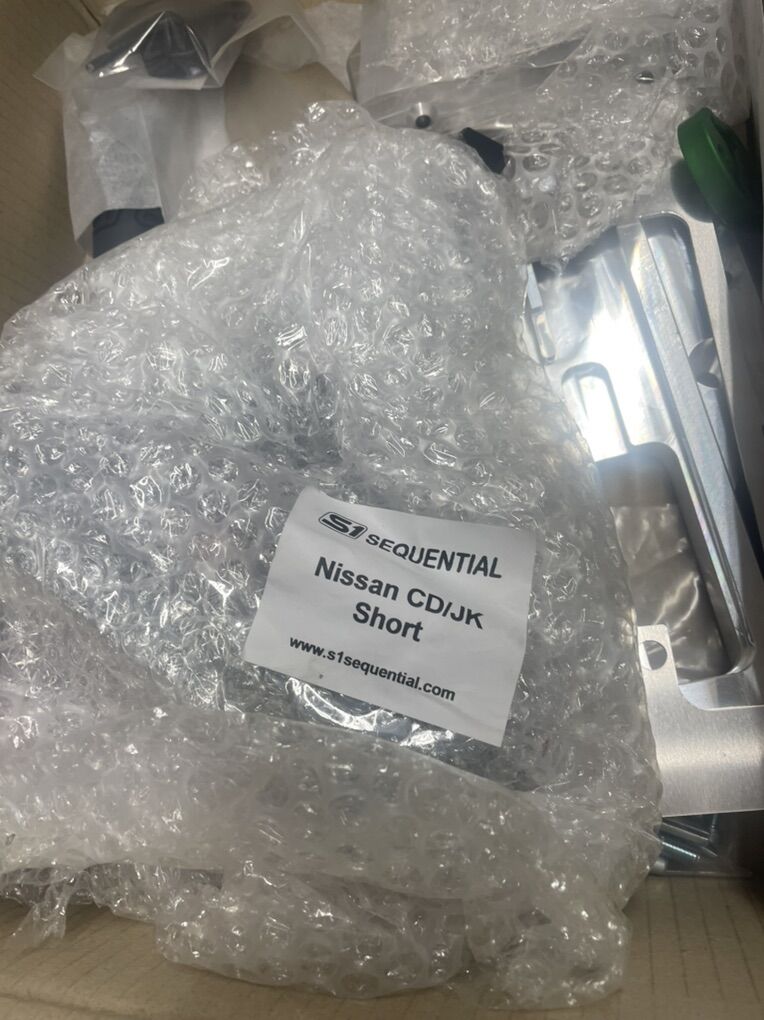 S1 SEQUENTIAL
Nissan CD/JK
Short
www.s1sequential.com